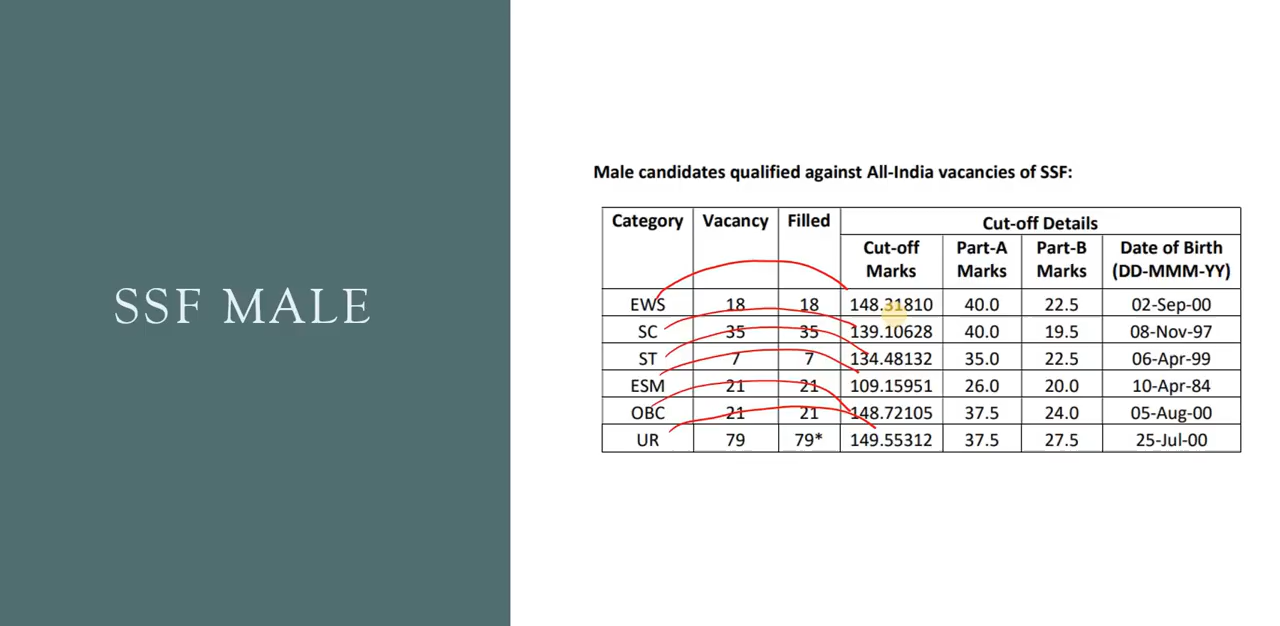 SSF MALE
Male candidates qualified against All-India vacancies of SSF:
Category Vacancy Filled Cut-off Details
Cut-off Marks Part-A Marks Part-B Marks Date of Birth (DD-MMM-YY)
EWS 18 18 148.31810 40.0 22.5 02-Sep-00
SC 35 35 139.10628 40.0 19.5 08-Nov-97
ST 7 7 134.48132 35.0 22.5 06-Apr-99
ESM 21 21 109.15951 26.0 20.0 10-Apr-84
OBC 21 21 148.72105 37.5 24.0 05-Aug-00
UR 79 79* 149.55312 37.5 27.5 25-Jul-00